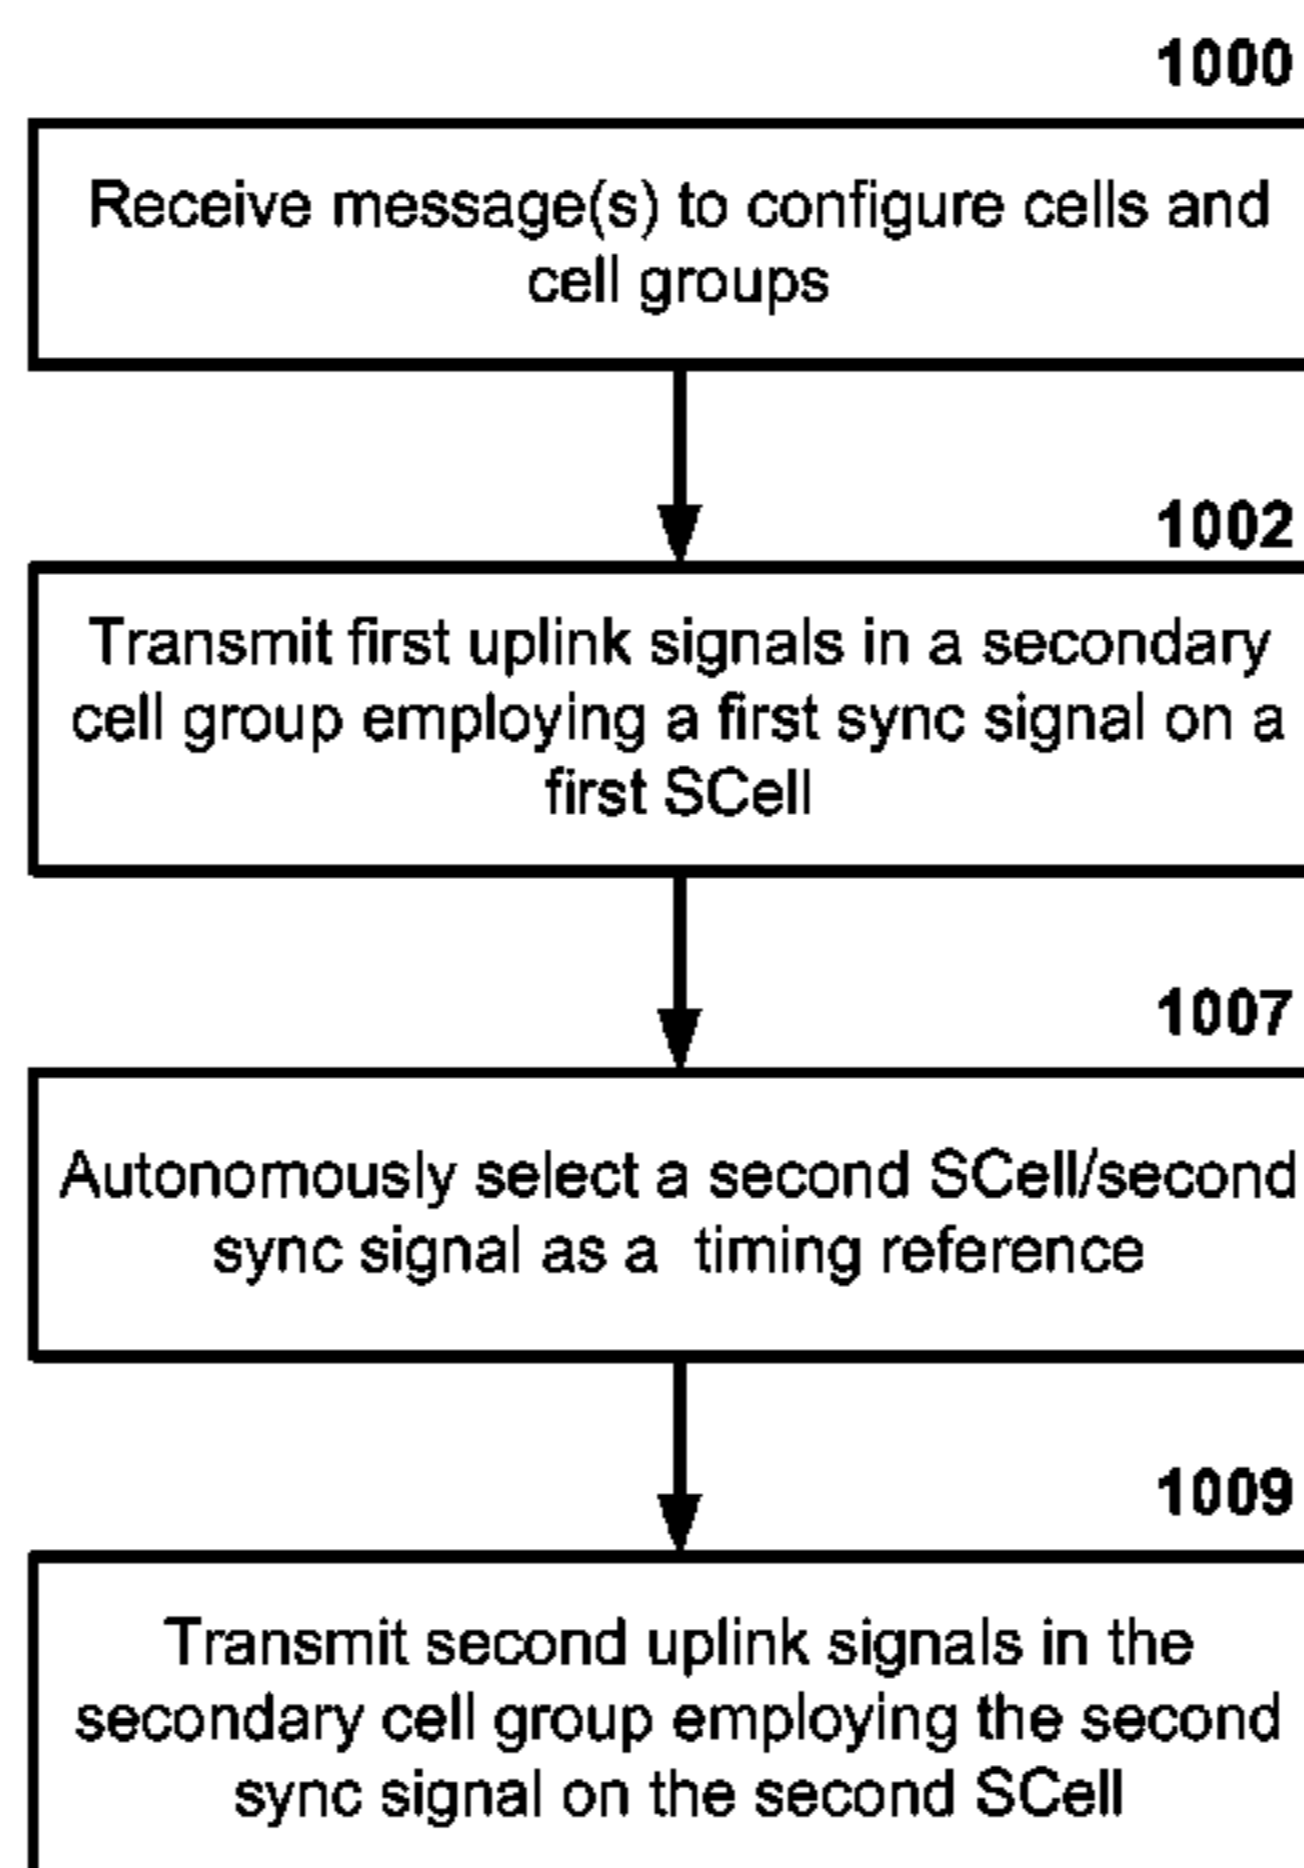 1000
Receive message(s) to configure cells and
cell groups
1002
Transmit first uplink signals in a secondary
cell group employing a first sync signal on a
first SCell
1007
Autonomously select a second SCell/second
sync signal as a timing reference
1009
Transmit second uplink signals in the
secondary cell group employing the second
sync signal on the second SCell